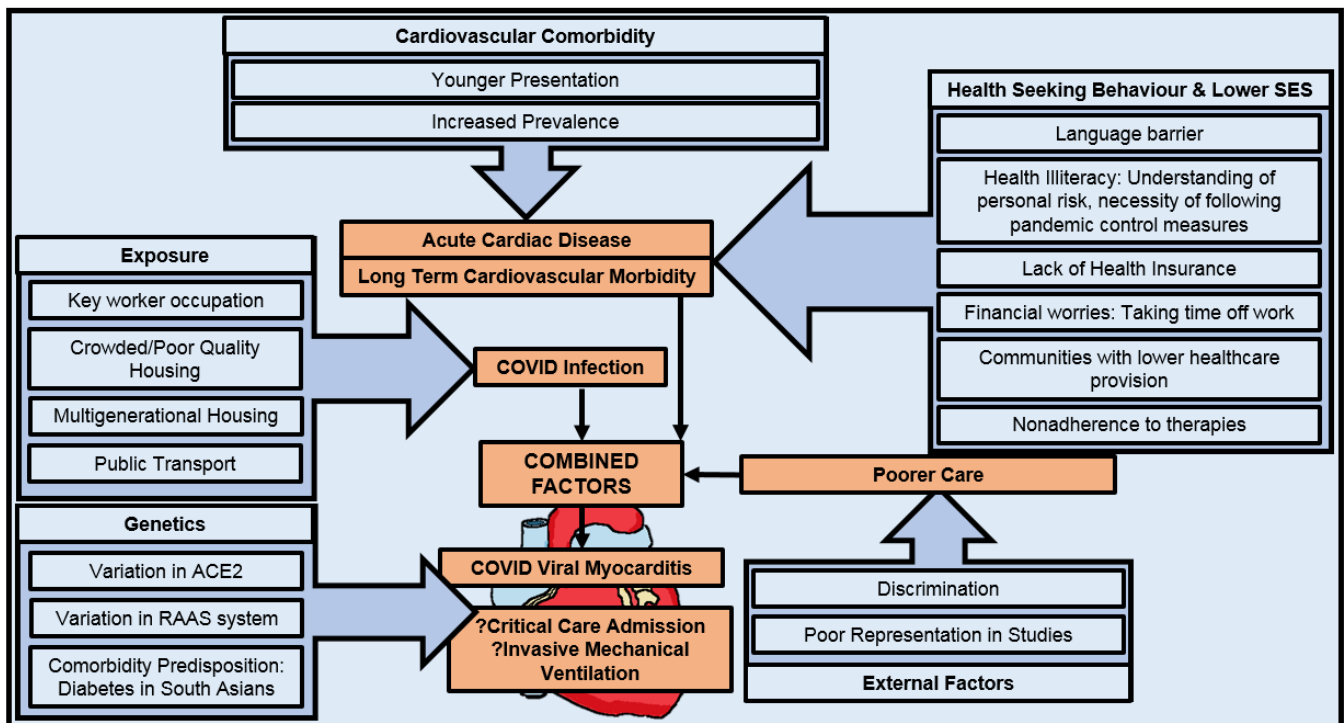 Cardiovascular Comorbidity
Younger Presentation
Increased Prevalence
Health Seeking Behaviour & Lower SES
Language barrier
Health Illiteracy: Understanding of
personal risk, necessity of following
pandemic control measures
Lack of Health Insurance
Financial worries: Taking time off work
Communities with lower healthcare
provision
Nonadherence to therapies
Acute Cardiac Disease
Long Term Cardiovascular Morbidity
Exposure
Key worker occupation
Crowded/Poor Quality
Housing
Multigenerational Housing
Public Transport
COVID Infection
COMBINED
FACTORS
Poorer Care
Genetics
Variation in ACE2
Variation in RAAS system
Comorbidity Predisposition:
Diabetes in South Asians
COVID Viral Myocarditis
?Critical Care Admission
?Invasive Mechanical
Ventilation
Discrimination
Poor Representation in Studies
External Factors